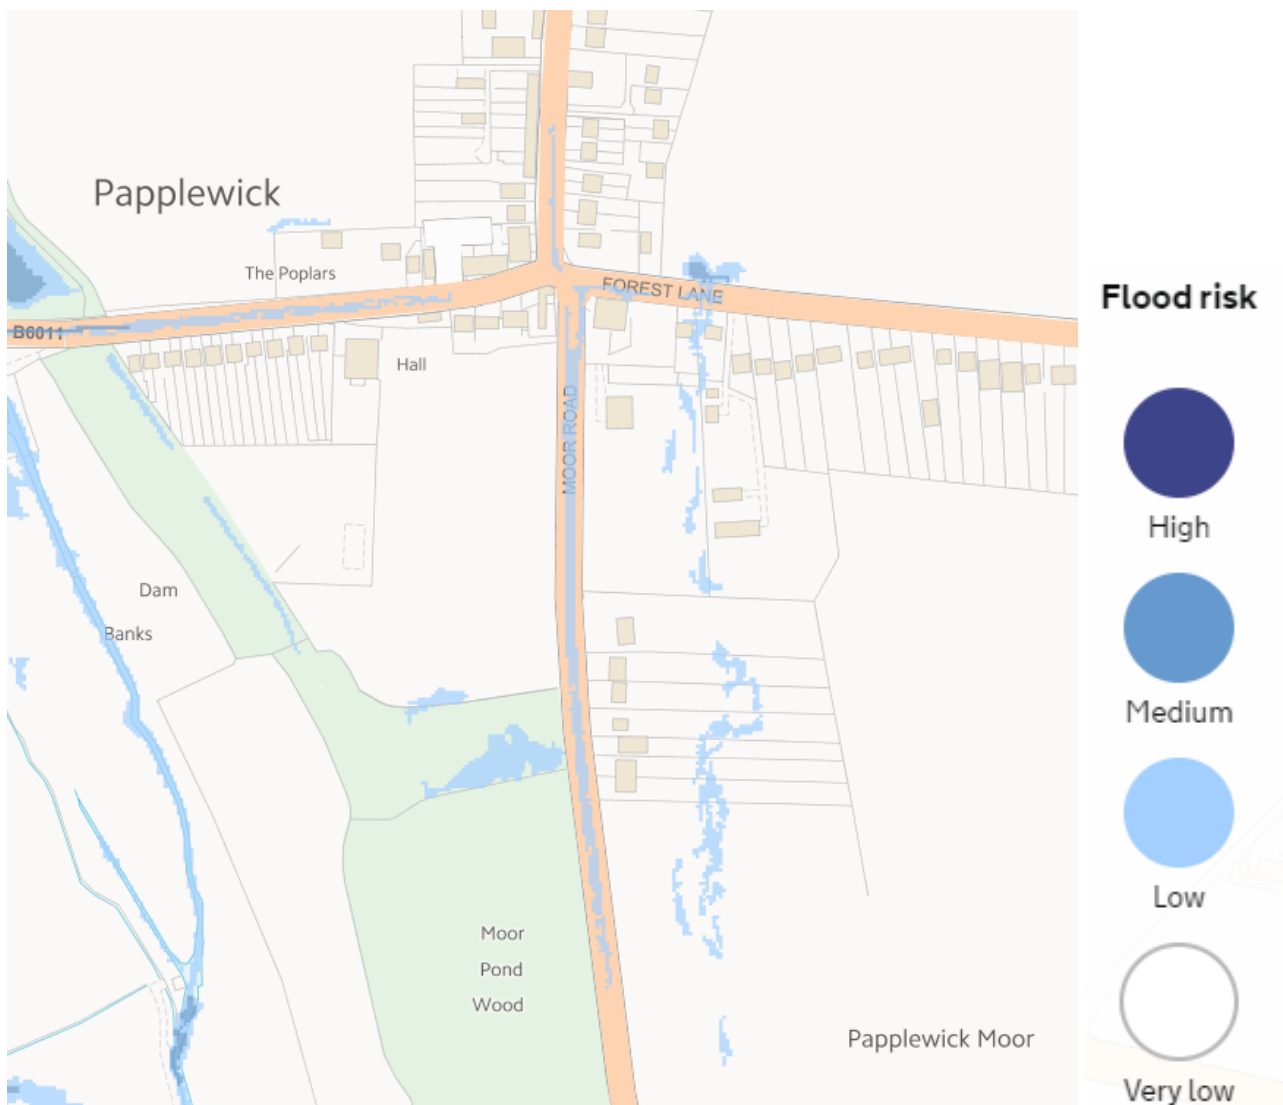 Papplewick
The Poplars
FOREST LANE
B6011
Hall
MOOR ROAD
Dam
Banks
Moor
Pond
Wood
Papplewick Moor
Flood risk
High
Medium
Low
Very low